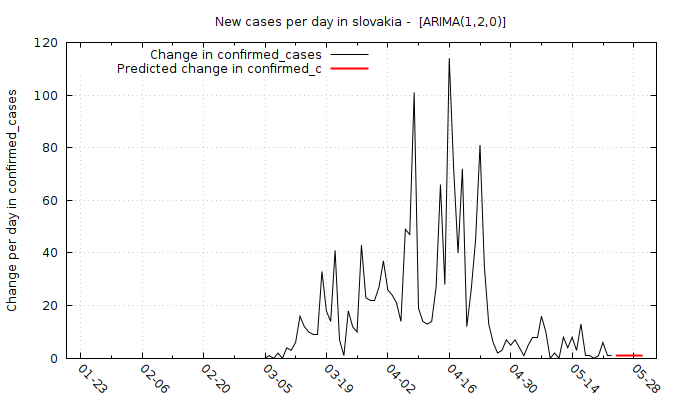 New cases per day in slovakia -  [ARIMA(1,2,0)]
Change in confirmed_cases
Predicted change in confirmed_c
Change per day in confirmed_cases
120
100
80
60
40
20
0
01-23 02-06 02-20 03-05 03-19 04-02 04-16 04-30 05-14 05-28